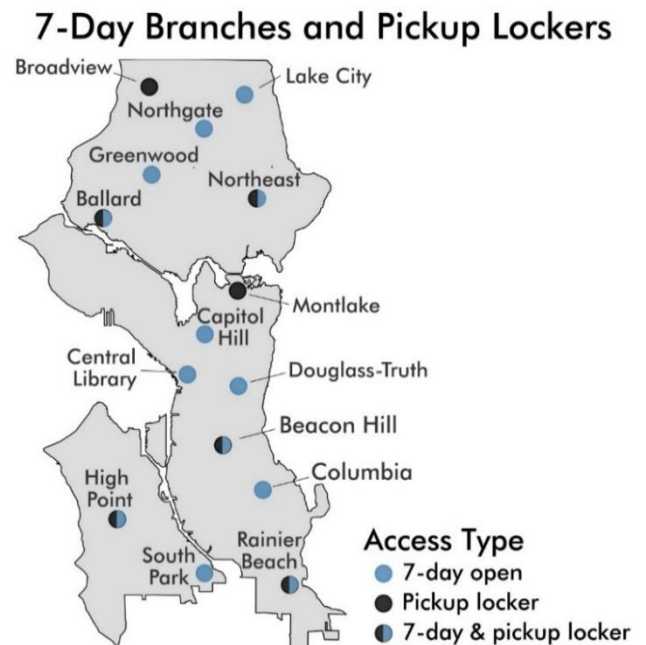 7-Day Branches and Pickup Lockers
Broadview
Lake City
Northgate
Greenwood
Northeast
Ballard
Montlake
Capitol
Hill
Central
Library
Douglass-Truth
Beacon Hill
Columbia
High
Point
Rainier
Beach
South
Park
Access Type
7-day open
Pickup locker
7-day & pickup locker